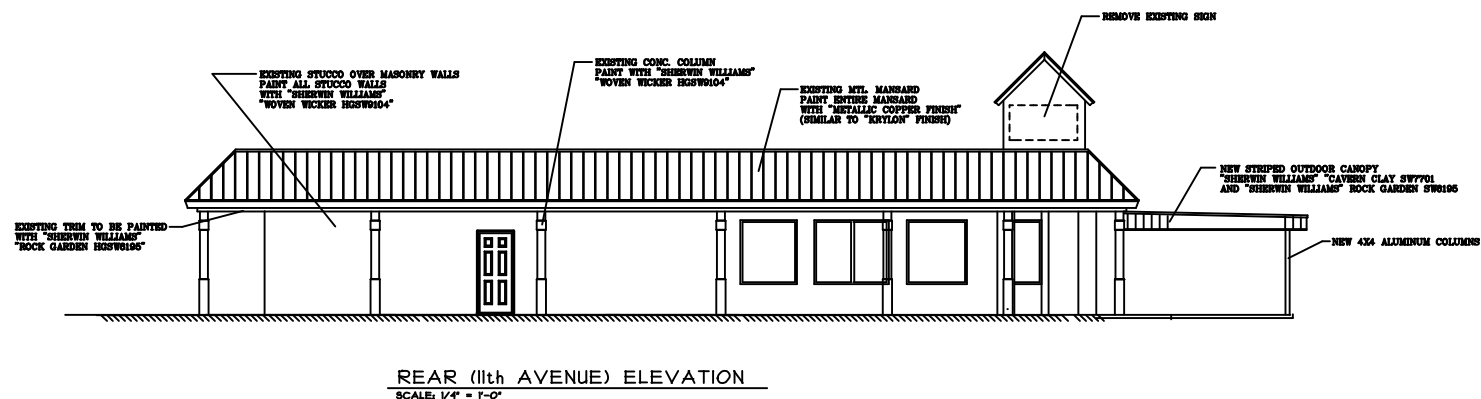 REMOVE EXISTING SIGN
EXISTING STUCCO OVER MASONRY WALLS
PAINT ALL STUCCO WALLS
WITH "SHERWIN WILLIAMS"
"WOVEN WICKER HGSW9104"
EXISTING CONC. COLUMN
PAINT WITH "SHERWIN WILLIAMS"
"WOVEN WICKER HGSW9104"
EXISTING MTL. MANSARD
PAINT ENTIRE MANSARD
WITH "METALLIC COPPER FINISH"
(SIMILAR TO "KRYLON" FINISH)
NEW STRIPED OUTDOOR CANOPY
"SHERWIN WILLIAMS" "CAVERN CLAY SW7701
AND "SHERWIN WILLIAMS" ROCK GARDEN SW6195
EXISTING TRIM TO BE PAINTED
WITH "SHERWIN WILLIAMS"
"ROCK GARDEN HGSW6195"
NEW 4X4 ALUMINUM COLUMNS
REAR (11th AVENUE) ELEVATION
SCALE: 1/4" = 1'-0"